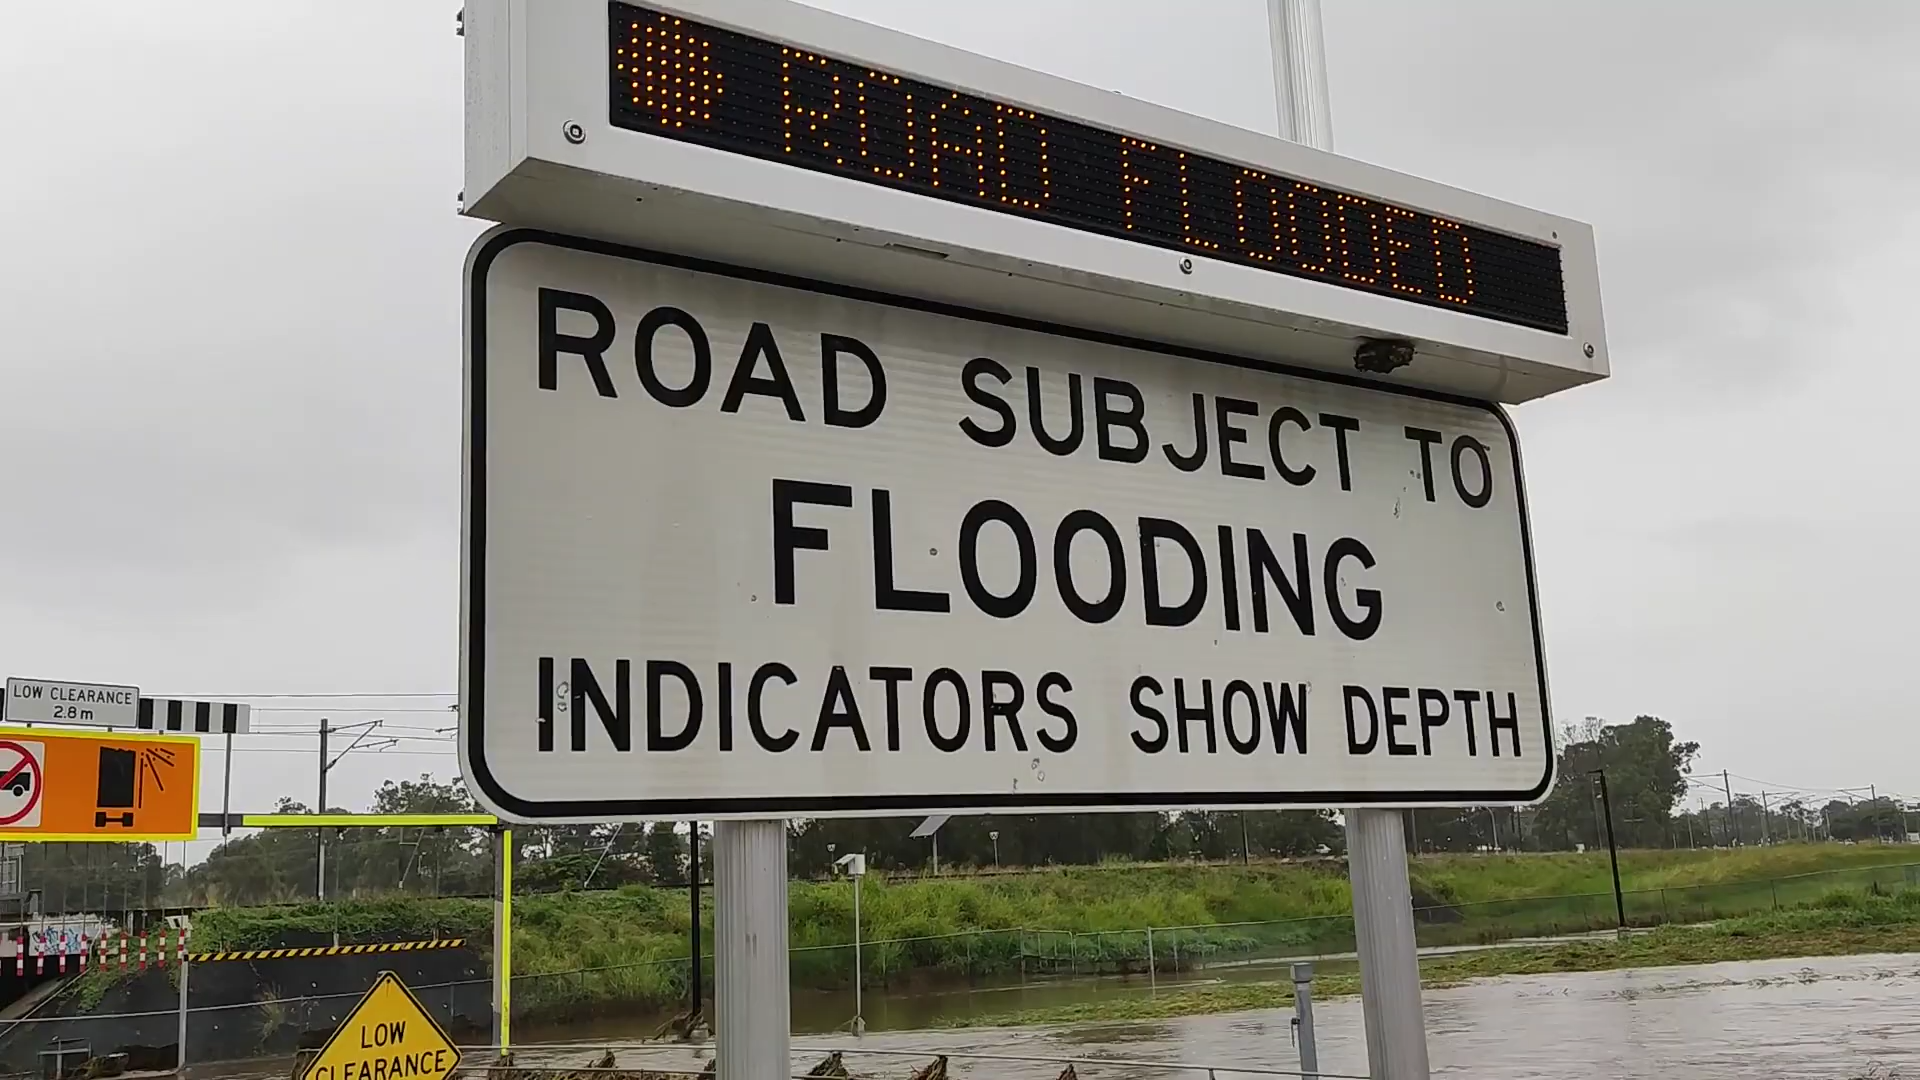 ROAD FLOODED
ROAD SUBJECT TO
FLOODING
INDICATORS SHOW DEPTH
LOW CLEARANCE
2.8 m
LOW
CLEARANCE